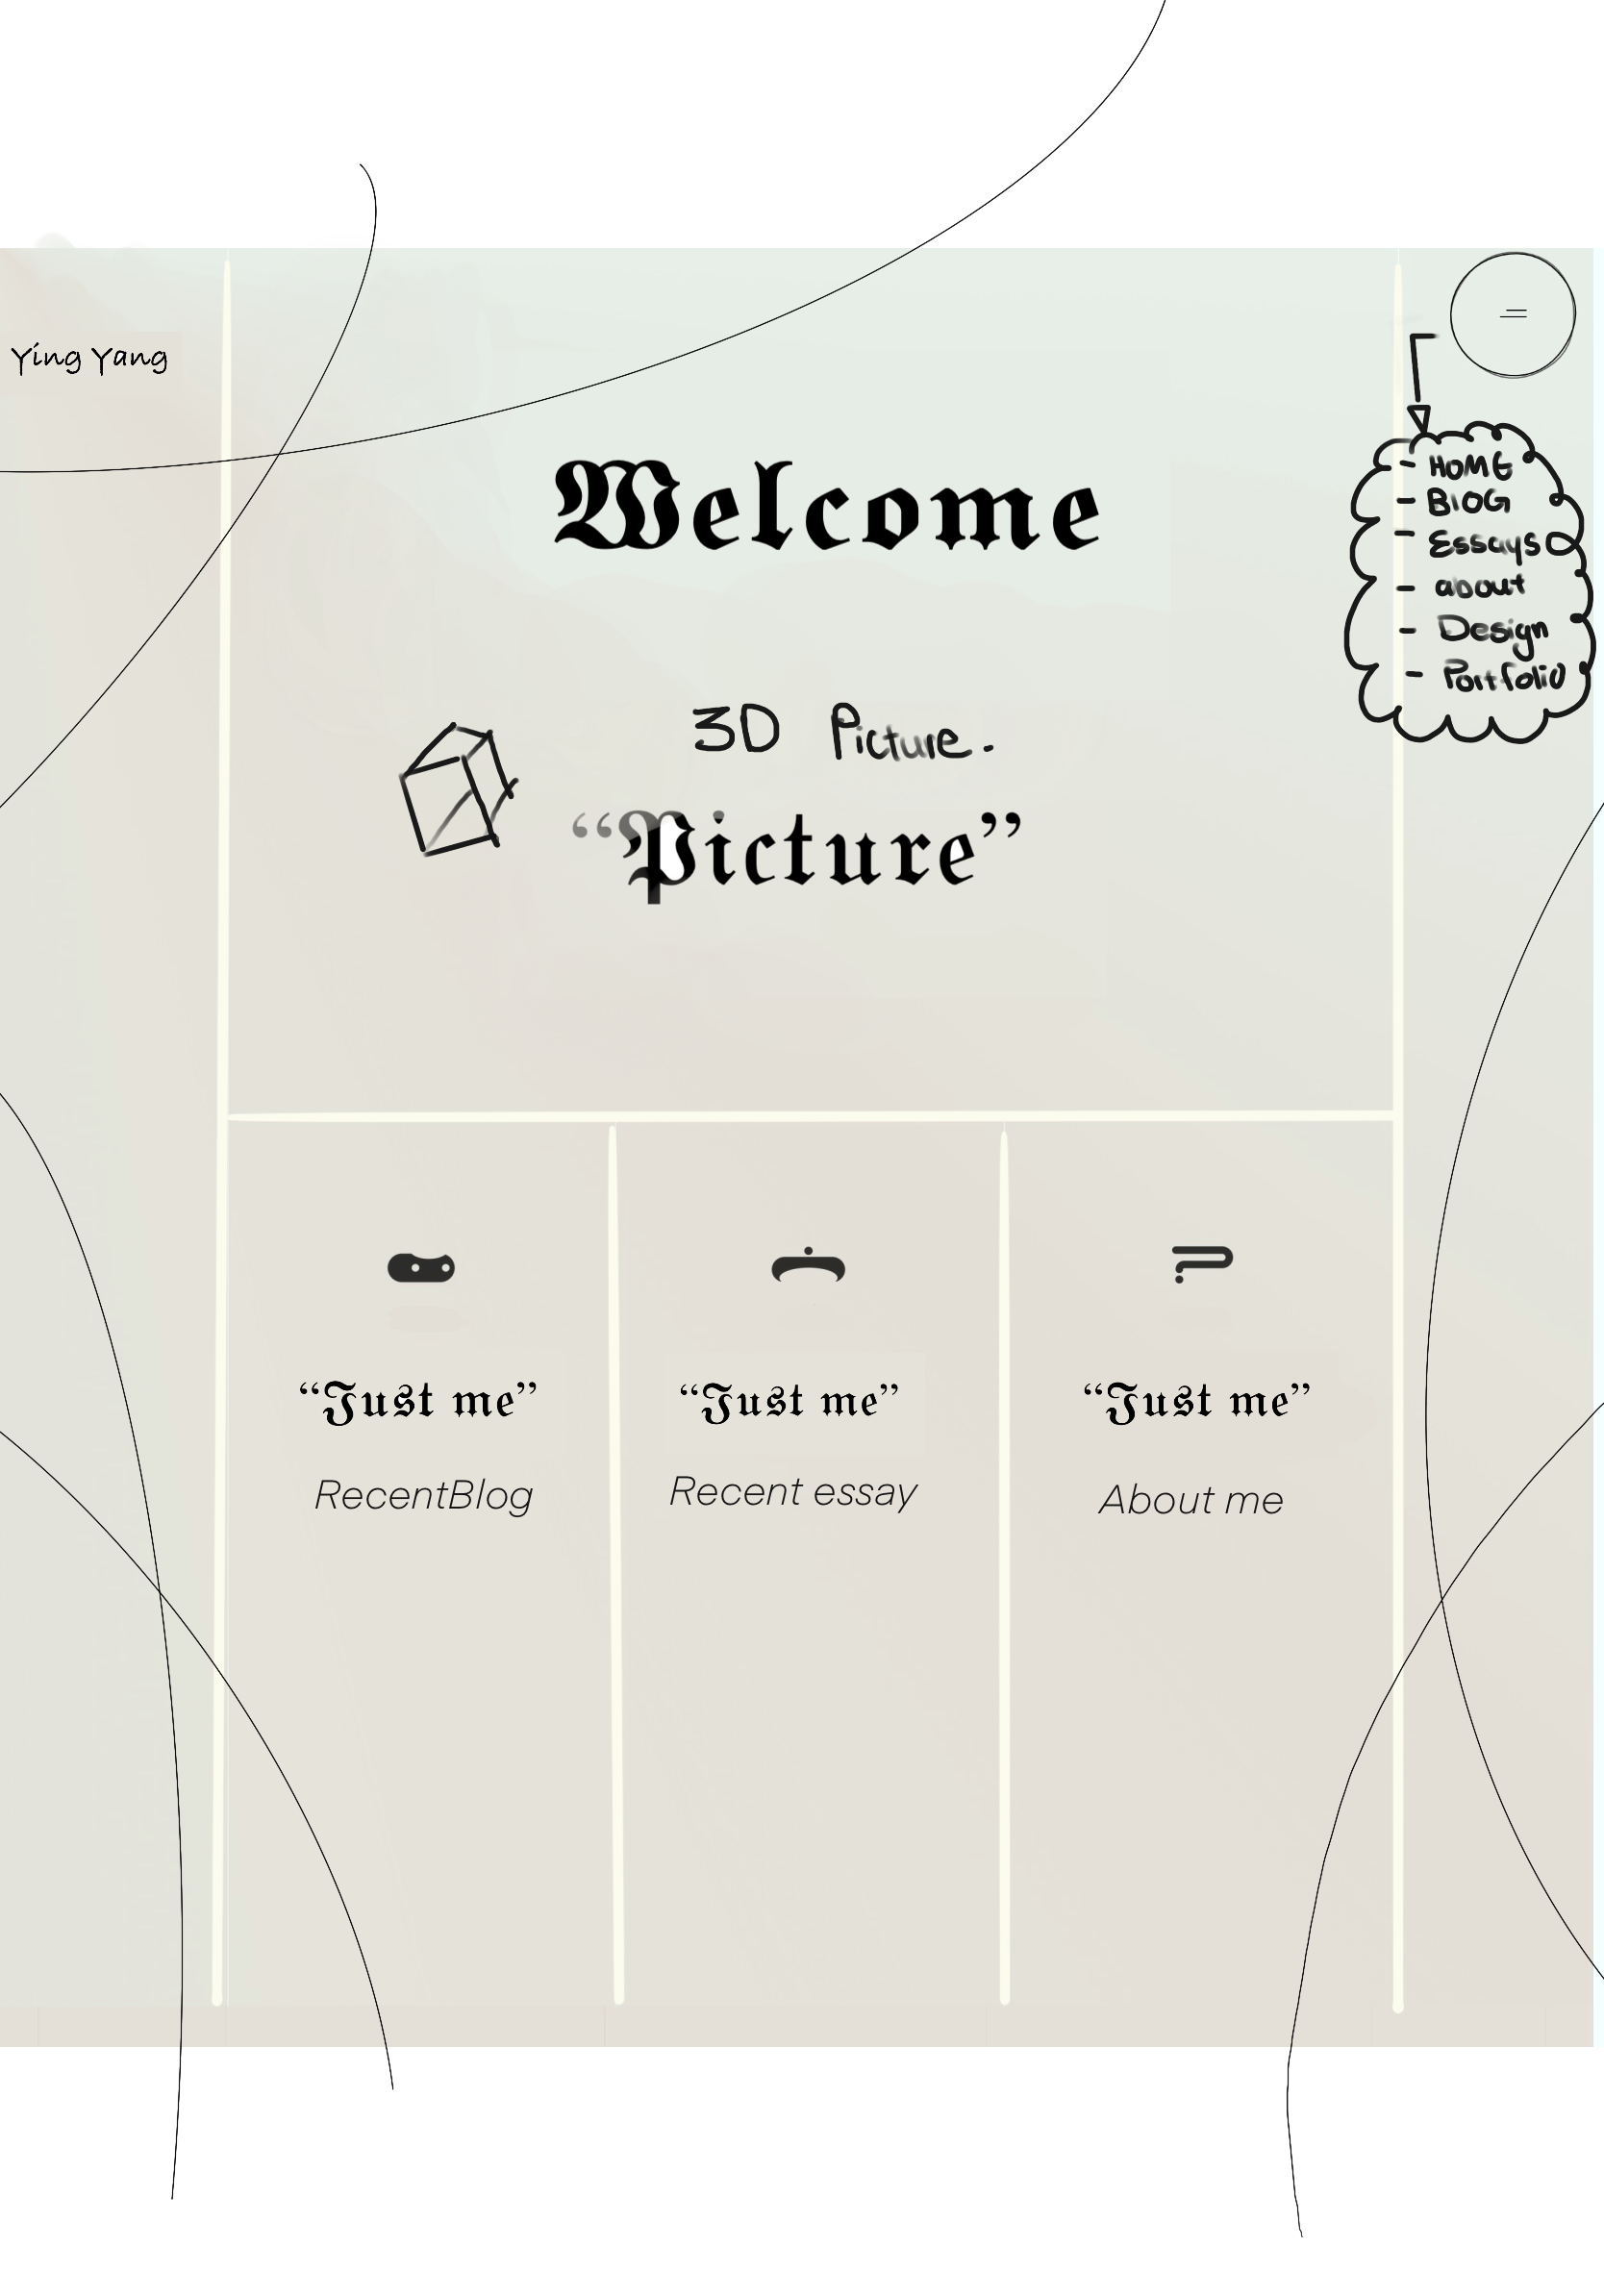 Ying Yang
Welcome
- HOME
- BlOG
- Essays
- about
- Design
- Portfolio
3D Picture.
“Picture”
“Just me”
RecentBlog
“Just me”
Recent essay
“Just me”
About me